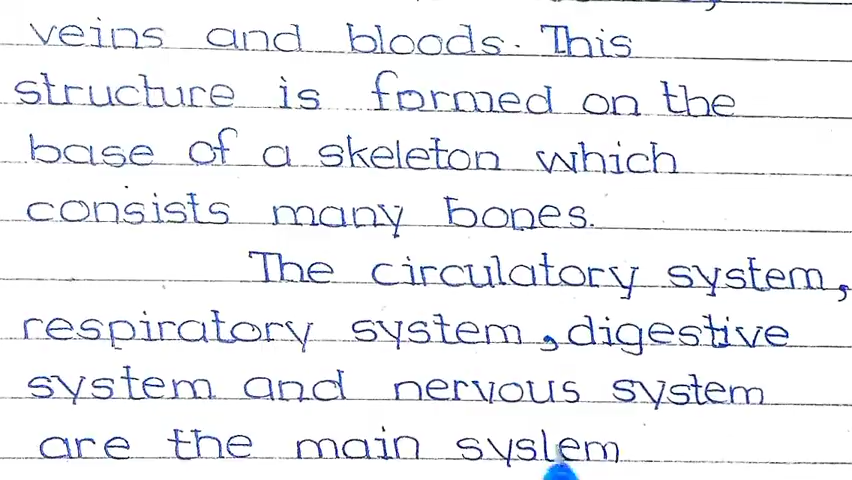 veins and bloods. This
structure is formed on the
base of a skeleton which
consists many bones.
The circulatory system,
respiratory system, digestive
system and nervous system
are the main syslem